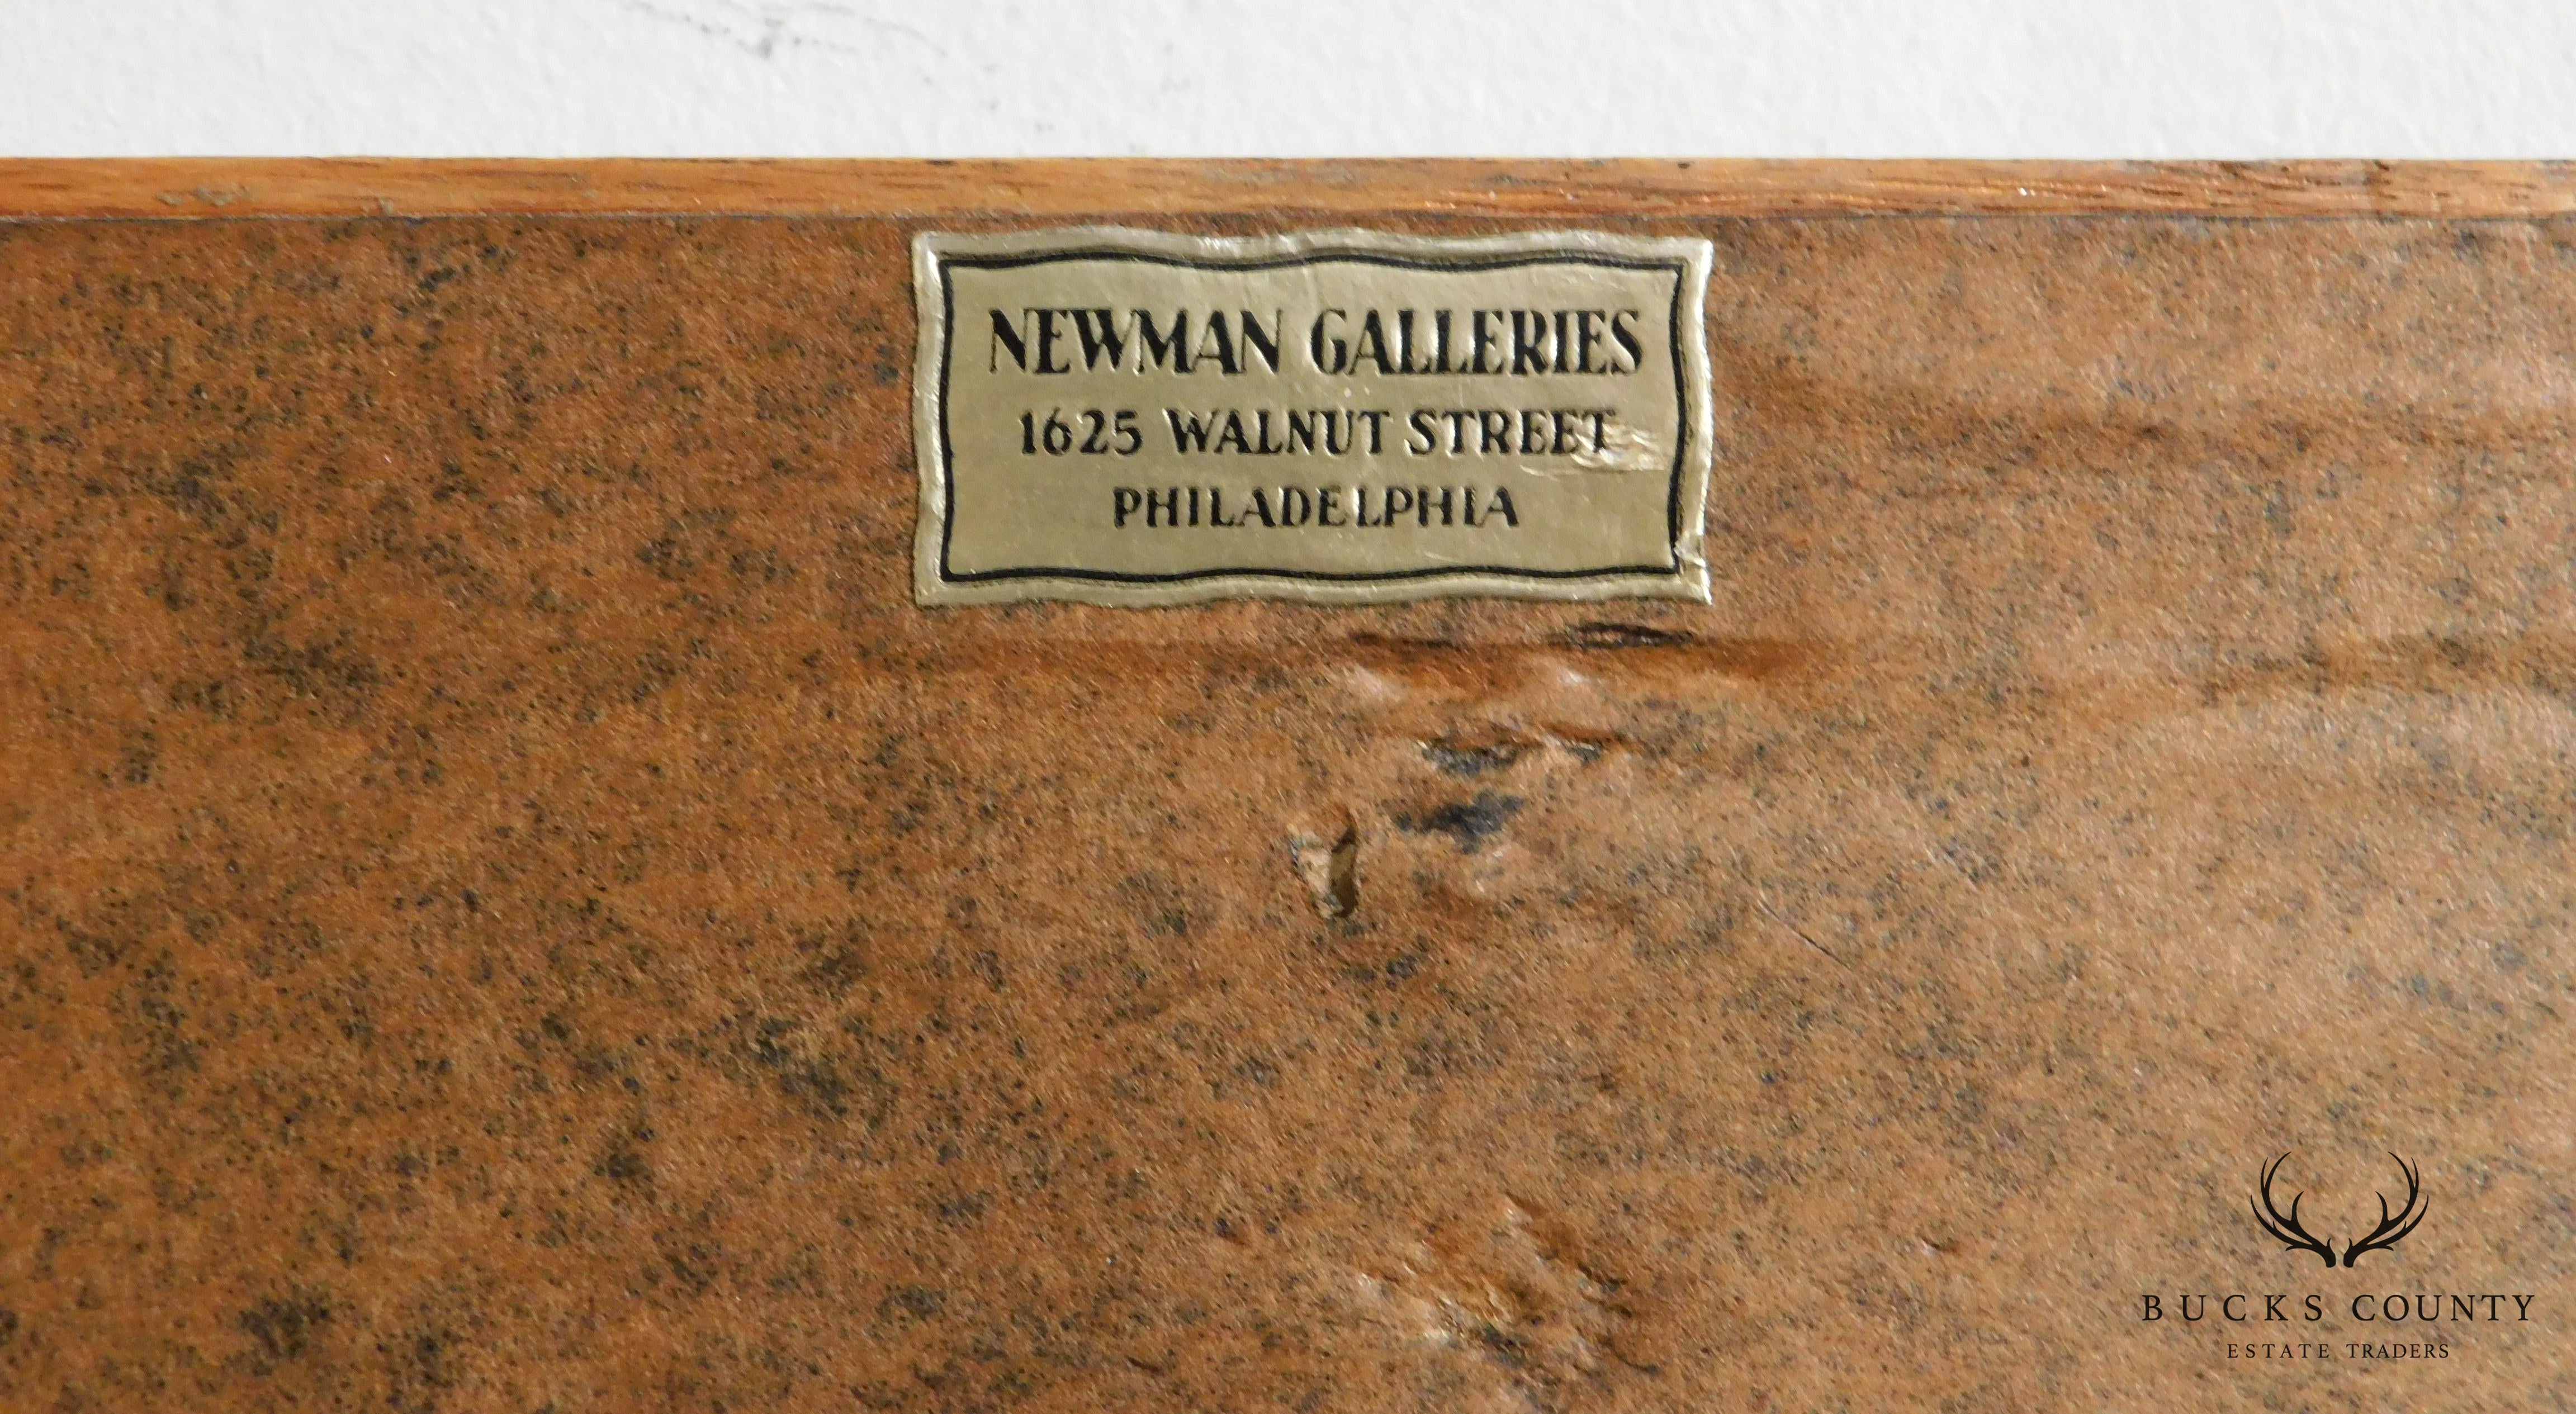 NEWMAN GALLERIES
1625 WALNUT STREET
PHILADELPHIA
BUCKS COUNTY
ESTATE TRADERS